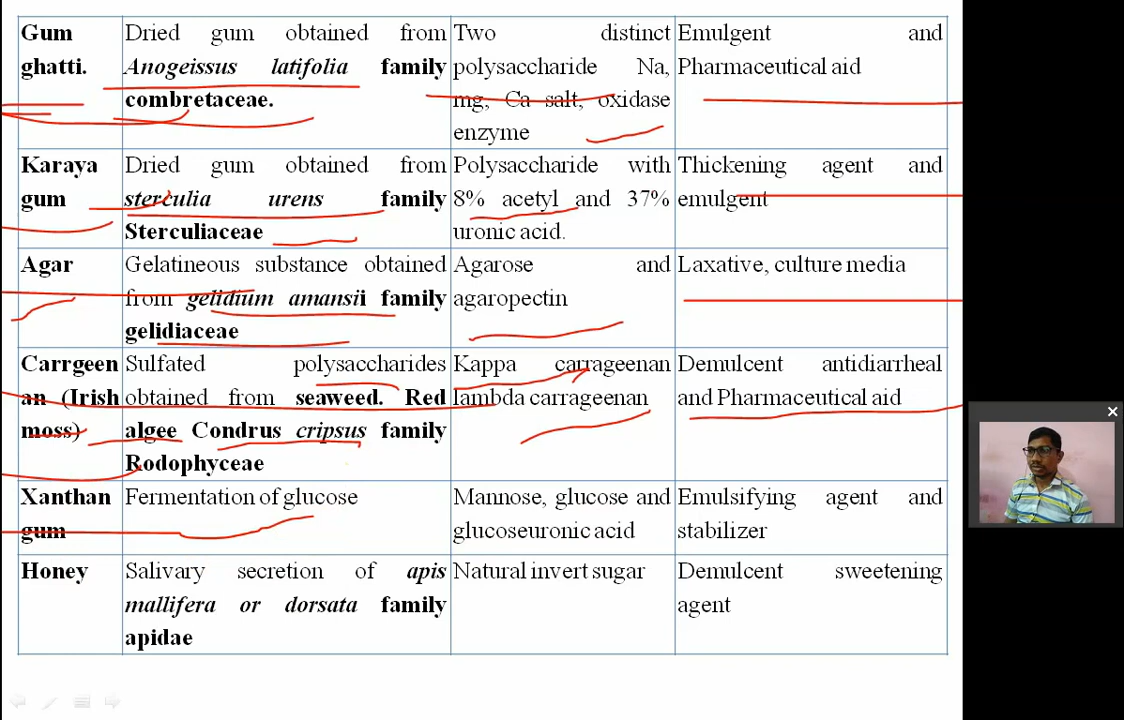 Gum Dried gum obtained from Two distinct Emulgent and
ghatti. Anogeissus latifolia family polysaccharide Na, Pharmaceutical aid
combretaceae. mg, Ca salt, oxidase
enzyme
Karaya Dried gum obtained from Polysaccharide with Thickening agent and
gum sterculia urens family 8% acetyl and 37% emulgent
Sterculiaceae uronic acid.
Agar Gelatineous substance obtained Agarose and Laxative, culture media
from gelidium amansii family agaropectin
gelidiaceae
Carrgeen Sulfated polysaccharides Kappa carrageenan Demulcent antidiarrheal
an (Irish obtained from seaweed. Red lambda carrageenan and Pharmaceutical aid
moss) algee Condrus cripsus family
Rodophyceae
Xanthan Fermentation of glucose Mannose, glucose and Emulsifying agent and
gum glucoseuronic acid stabilizer
Honey Salivary secretion of apis Natural invert sugar Demulcent sweetening
mallifera or dorsata family agent
apidae